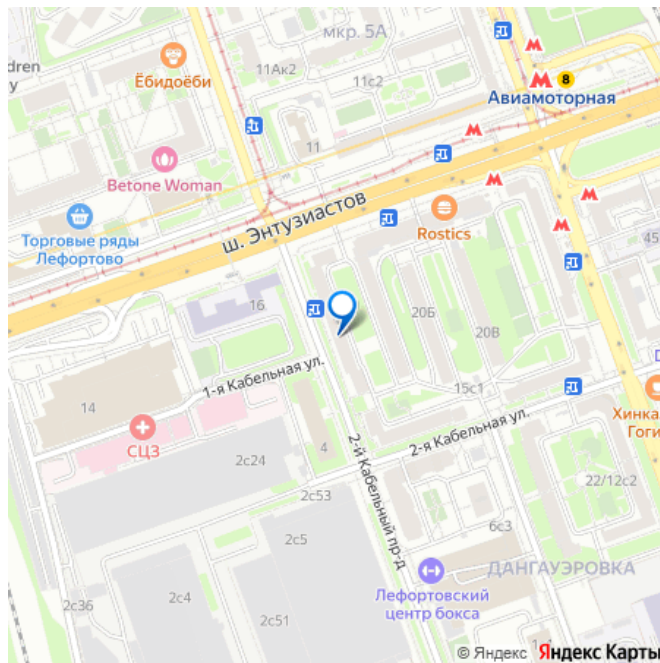 мкр. 5А
dren
y
Ёбидоёби
11Ак2
11с2
8
Авиамоторная
11
Betone Woman
ш. Энтузиастов
Rostics
Торговые ряды
Лефортово
45
16
20Б
20В
1-я Кабельная ул.
15с1
14
СЦЗ
4
2-я Кабельная ул.
Хинка
Гоги
2с24
2-й Кабельный пр-д
22/12с2
2с53
6с3
2с5
ДАНГАУЭРОВКА
Лефортовский
центр бокса
2с36
2с4
2с51
© Яндекс Яндекс Карты